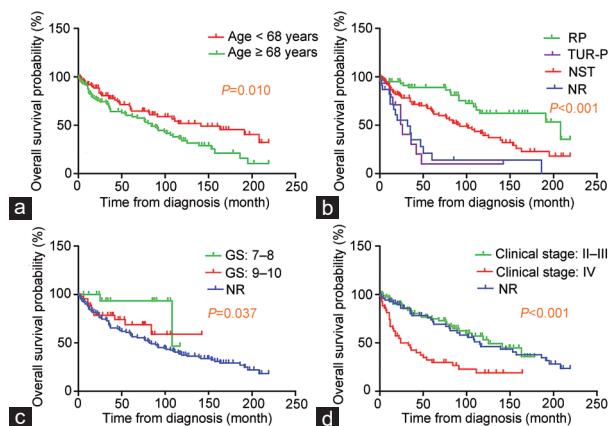 Overall survival probability (%)
150
100
50
0
0 50 100 150 200 250
Time from diagnosis (month)
Age < 68 years
Age ≥ 68 years
P=0.010
a
Overall survival probability (%)
150
100
50
0
0 50 100 150 200 250
Time from diagnosis (month)
RP
TUR-P
NST
NR
P<0.001
b
Overall survival probability (%)
150
100
50
0
0 50 100 150 200 250
Time from diagnosis (month)
GS: 7–8
GS: 9–10
NR
P=0.037
c
Overall survival probability (%)
150
100
50
0
0 50 100 150 200 250
Time from diagnosis (month)
Clinical stage: II–III
Clinical stage: IV
NR
P<0.001
d